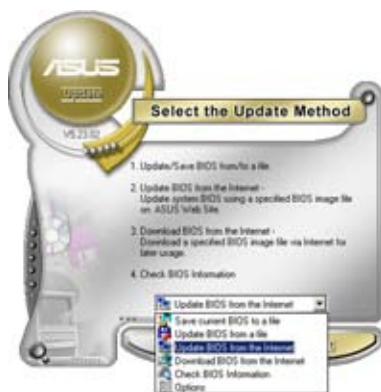 ASUS
Update
V5.23.02
Select the Update Method
1. Update/Save BIOS from/to a file.
2. Update BIOS from the Internet -
Update system BIOS using a specified BIOS image file
on ASUS Web Site.
3. Download BIOS from the Internet -
Download a specified BIOS image file via Internet for
later usage.
4. Check BIOS Information
Update BIOS from the Internet
Save current BIOS to a file
Update BIOS from a file
Update BIOS from the Internet
Download BIOS from the Internet
Check BIOS Information
Options